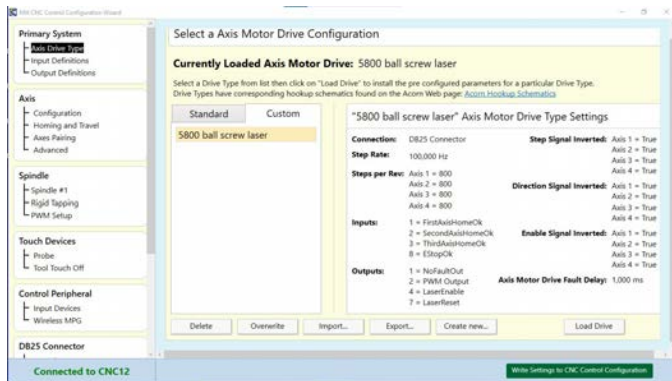 Mill CNC Control Configuration Wizard
Primary System
Axis Drive Type
Input Definitions
Output Definitions
Axis
Configuration
Homing and Travel
Axes Pairing
Advanced
Spindle
Spindle #1
Rigid Tapping
PWM Setup
Touch Devices
Probe
Tool Touch Off
Control Peripheral
Input Devices
Wireless MPG
DB25 Connector
Connected to CNC12
Select a Axis Motor Drive Configuration
Currently Loaded Axis Motor Drive: 5800 ball screw laser
Select a Drive Type from list then click on "Load Drive" to install the pre configured parameters for a particular Drive Type.
Drive Types have corresponding hookup schematics found on the Acorn Web page: Acorn Hookup Schematics
Standard Custom
5800 ball screw laser
"5800 ball screw laser" Axis Motor Drive Type Settings
Connection: DB25 Connector
Step Rate: 100,000 Hz
Steps per Rev: Axis 1 = 800
Axis 2 = 800
Axis 3 = 800
Axis 4 = 800
Inputs: 1 = FirstAxisHomeOk
2 = SecondAxisHomeOk
3 = ThirdAxisHomeOk
8 = EStopOk
Outputs: 1 = NoFaultOut
2 = PWM Output
4 = LaserEnable
7 = LaserReset
Step Signal Inverted: Axis 1 = True
Axis 2 = True
Axis 3 = True
Axis 4 = True
Direction Signal Inverted: Axis 1 = True
Axis 2 = True
Axis 3 = True
Axis 4 = True
Enable Signal Inverted: Axis 1 = True
Axis 2 = True
Axis 3 = True
Axis 4 = True
Axis Motor Drive Fault Delay: 1,000 ms
Delete Overwrite Import... Export... Create new... Load Drive
Write Settings to CNC Control Configuration